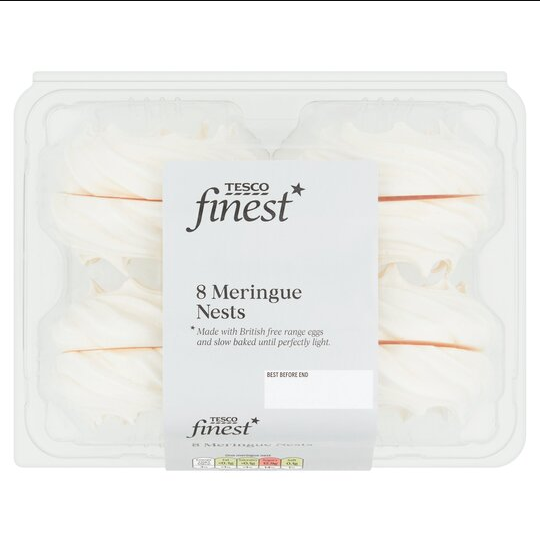 TESCO
finest*
8 Meringue
Nests
*Made with British free range eggs
and slow baked until perfectly light.
BEST BEFORE END
TESCO
finest*
8 Meringue Nests